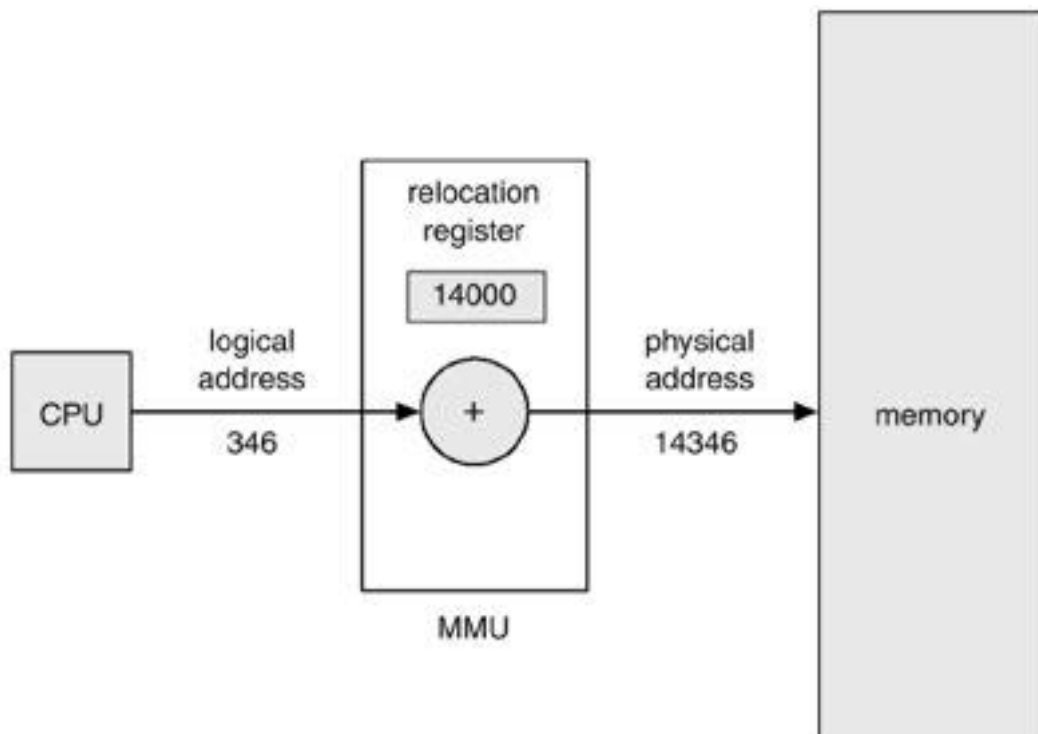 relocation
register
14000
logical
address
346
physical
address
14346
CPU
+
memory
MMU